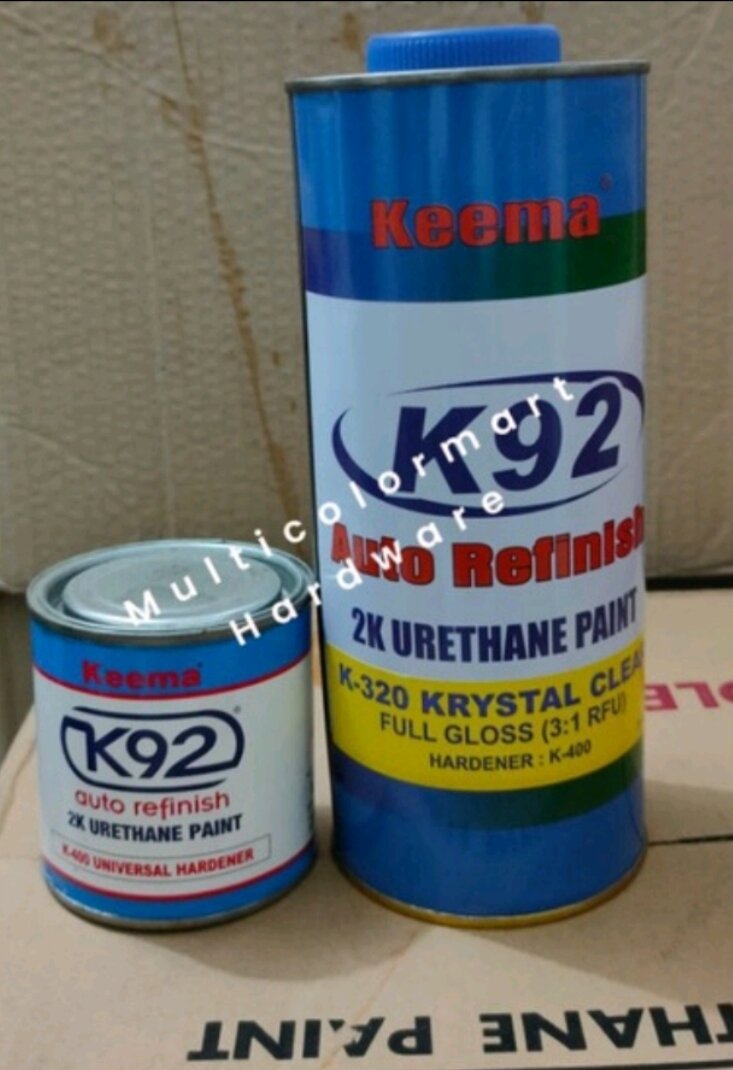 Keema®
K92
Auto Refinish
2K URETHANE PAINT
K-320 KRYSTAL CLEA
FULL GLOSS (3:1 RFU)
HARDENER : K-400
Keema®
K92®
auto refinish
2K URETHANE PAINT
K-400 UNIVERSAL HARDENER
Multicolormart
Hardware
PLE
THANE PAINT